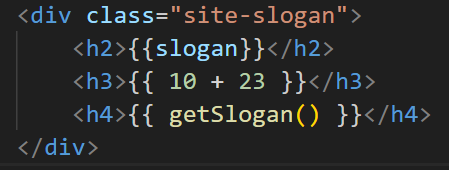 <div class="site-slogan">
    <h2>{{slogan}}</h2>
    <h3>{{ 10 + 23 }}</h3>
    <h4>{{ getSlogan() }}</h4>
</div>